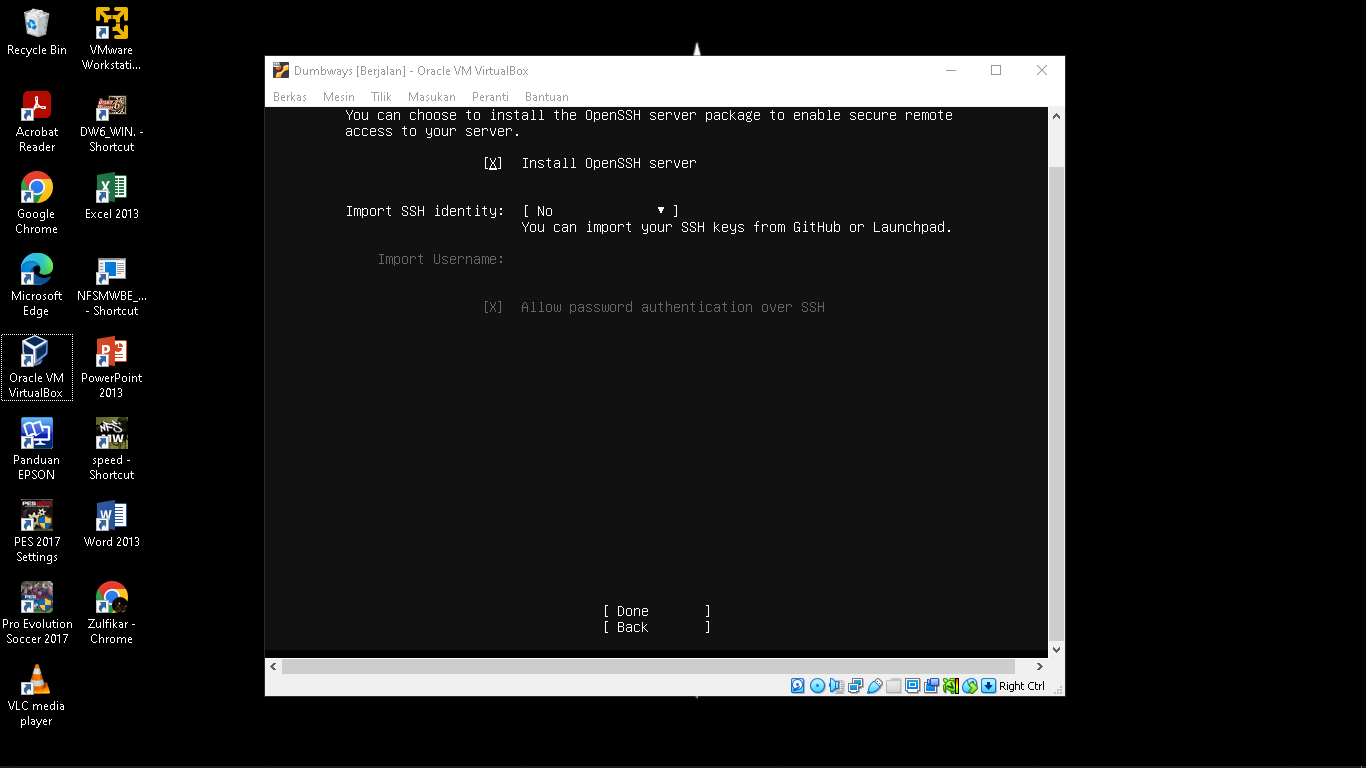 Recycle Bin
VMware
Workstati...
Acrobat
Reader
DW6_WIN. -
Shortcut
Google
Chrome
Excel 2013
Microsoft
Edge
NFSMWBE_...
- Shortcut
Oracle VM
VirtualBox
PowerPoint
2013
Panduan
EPSON
speed -
Shortcut
PES 2017
Settings
Word 2013
Pro Evolution
Soccer 2017
Zulfikar -
Chrome
VLC media
player
Dumbways [Berjalan] - Oracle VM VirtualBox
Berkas Mesin Tilik Masukan Peranti Bantuan
You can choose to install the OpenSSH server package to enable secure remote
access to your server.
[X] Install OpenSSH server
Import SSH identity: [ No ▾ ]
You can import your SSH keys from GitHub or Launchpad.
Import Username:
[X] Allow password authentication over SSH
[ Done ]
[ Back ]
Right Ctrl